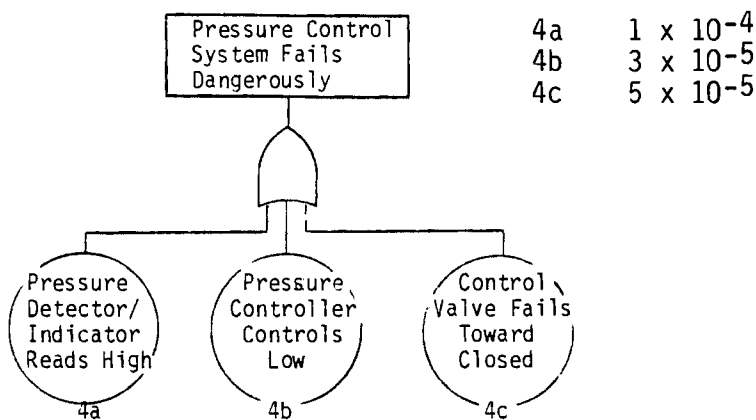 Pressure Control
System Fails
Dangerously
4a 1 x 10-4
4b 3 x 10-5
4c 5 x 10-5
Pressure
Detector/
Indicator
Reads High
4a
Pressure
Controller
Controls
Low
4b
Control
Valve Fails
Toward
Closed
4c